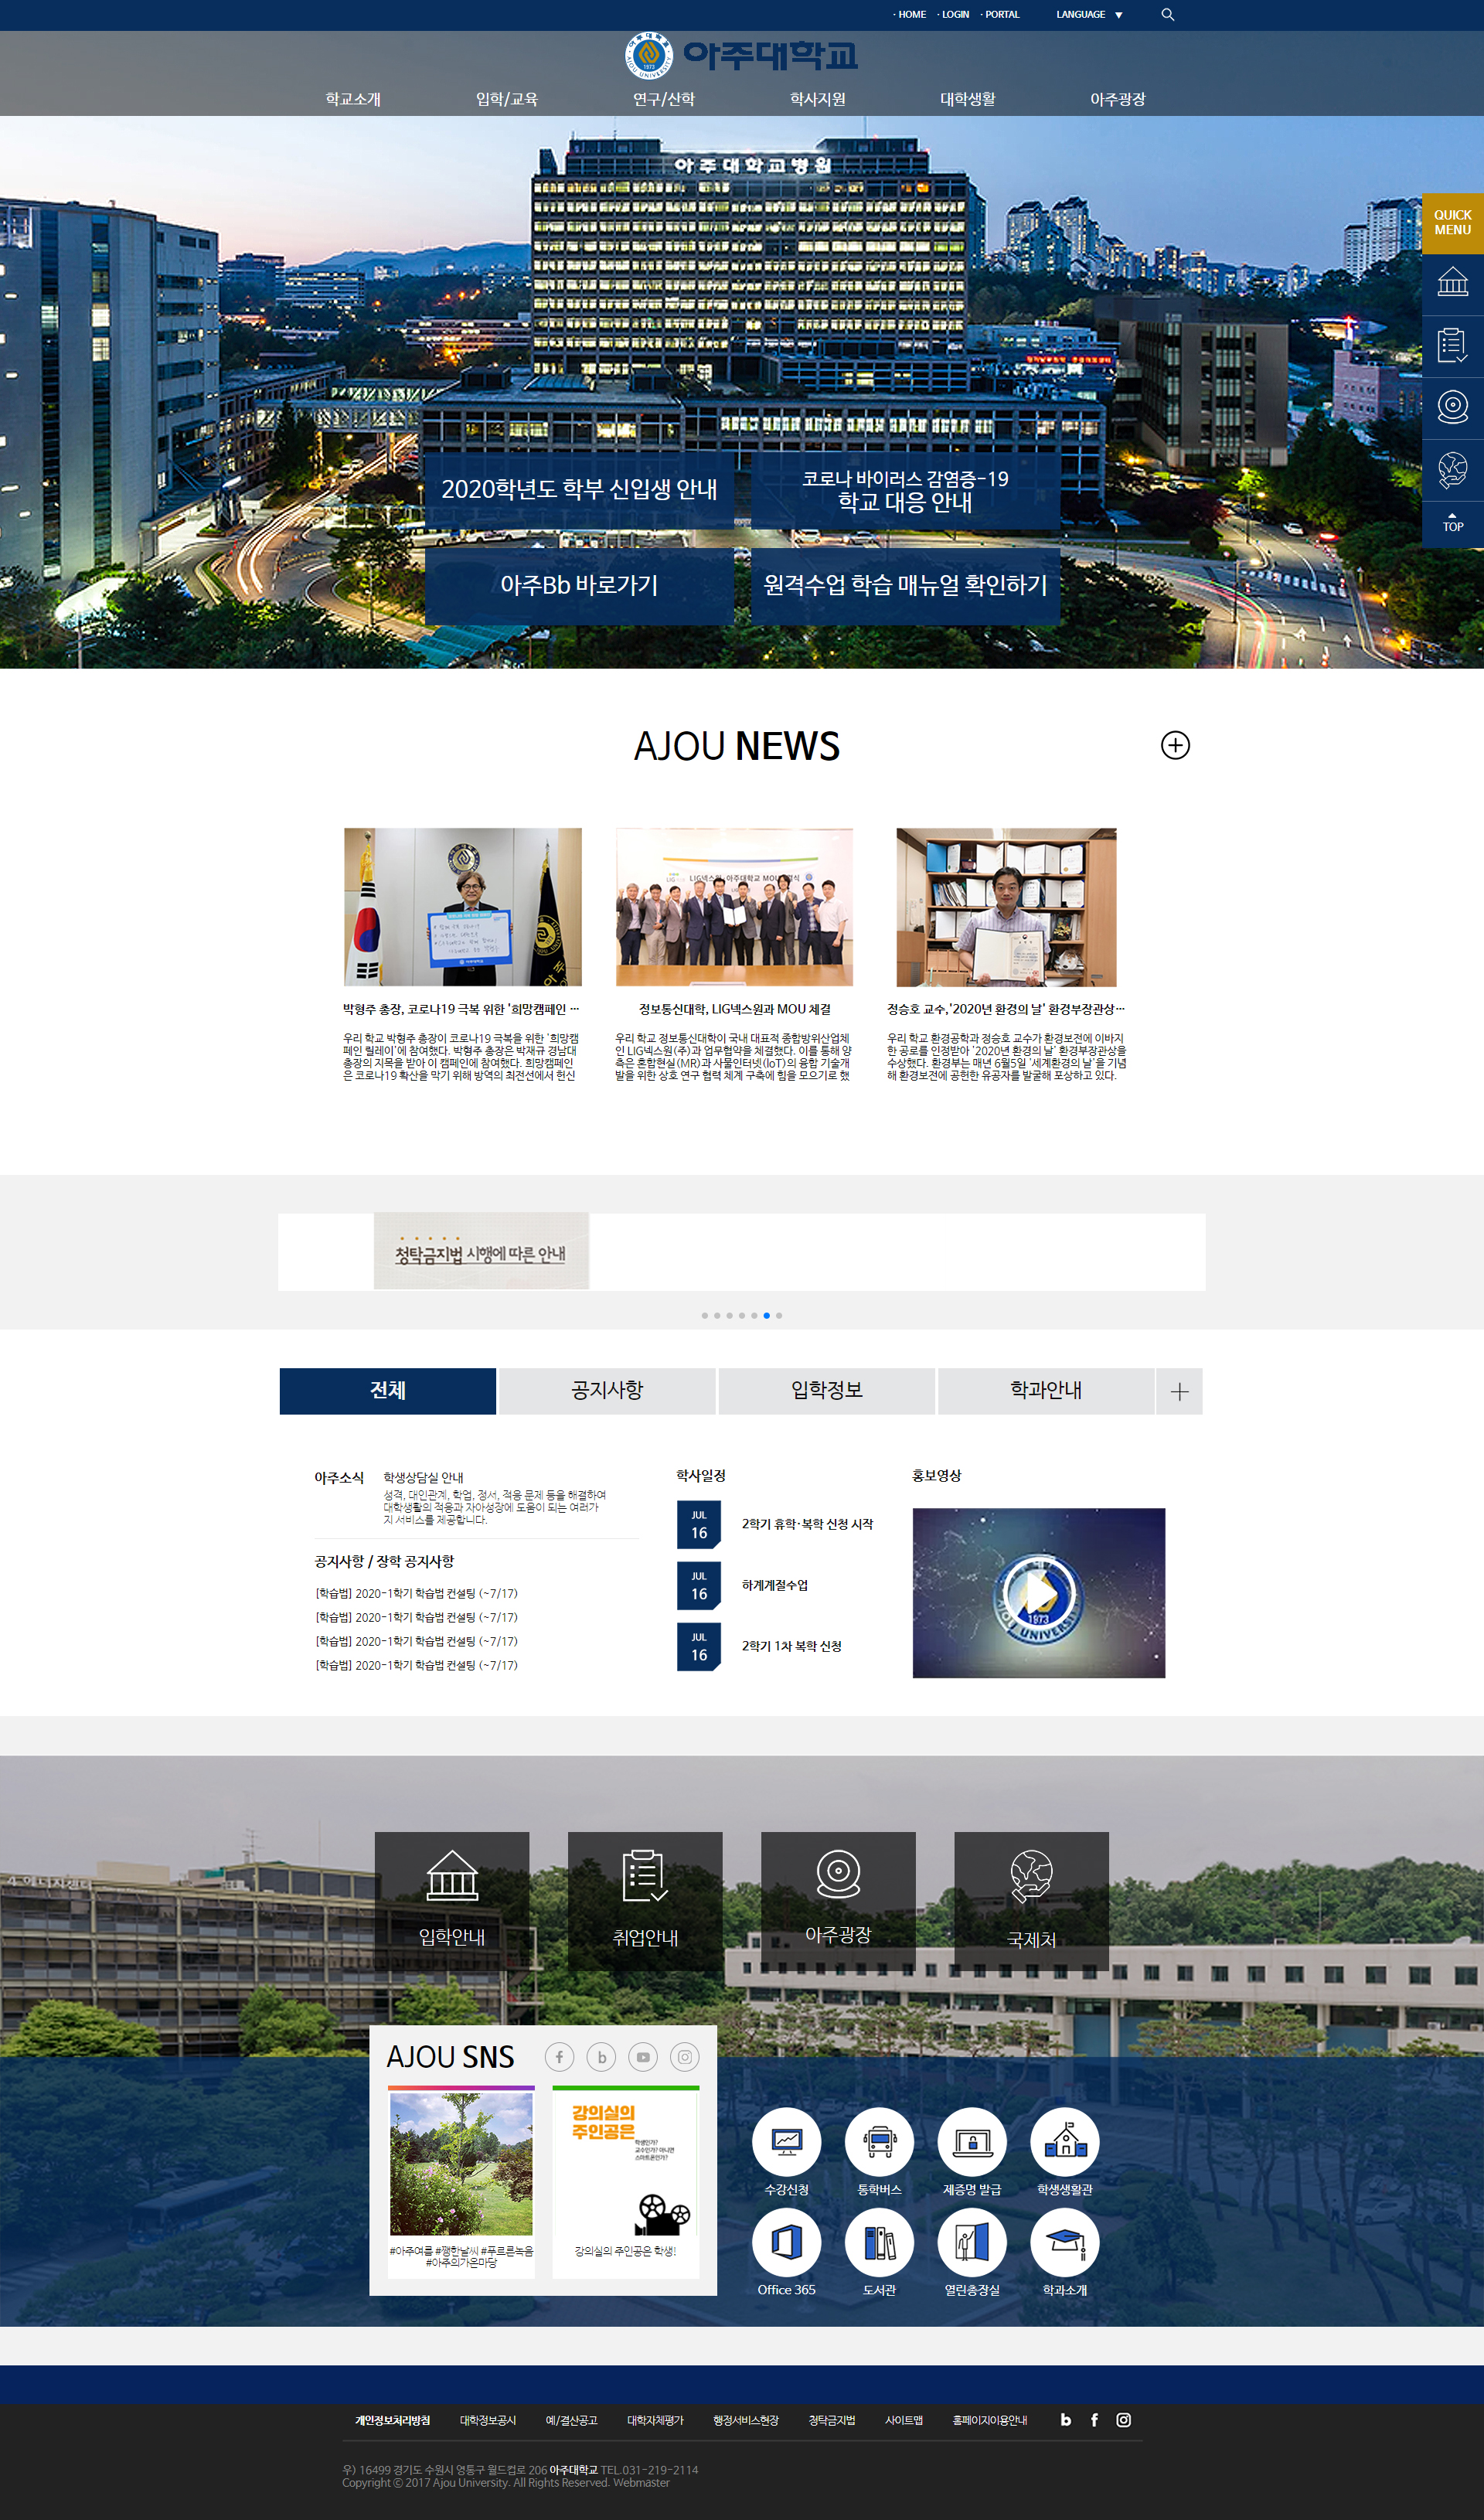 · HOME · LOGIN · PORTAL LANGUAGE ▼
아주대학교
학교소개 입학/교육 연구/산학 학사지원 대학생활 아주광장
아주대학교병원
QUICK
MENU
TOP
2020학년도 학부 신입생 안내
코로나 바이러스 감염증-19
학교 대응 안내
아주Bb 바로가기
원격수업 학습 매뉴얼 확인하기
AJOU NEWS
박형주 총장, 코로나19 극복 위한 '희망캠페인 ...
우리 학교 박형주 총장이 코로나19 극복을 위한 '희망캠
페인 릴레이'에 참여했다. 박형주 총장은 박재규 경남대
총장의 지목을 받아 이 캠페인에 참여했다. 희망캠페인
은 코로나19 확산을 막기 위해 방역의 최전선에서 헌신
정보통신대학, LIG넥스원과 MOU 체결
우리 학교 정보통신대학이 국내 대표적 종합방위산업체
인 LIG넥스원(주)과 업무협약을 체결했다. 이를 통해 양
측은 혼합현실(MR)과 사물인터넷(IoT)의 융합 기술개
발을 위한 상호 연구 협력 체계 구축에 힘을 모으기로 했
정승호 교수,'2020년 환경의 날' 환경부장관상...
우리 학교 환경공학과 정승호 교수가 환경보전에 이바지
한 공로를 인정받아 '2020년 환경의 날' 환경부장관상을
수상했다. 환경부는 매년 6월5일 '세계환경의 날'을 기념
해 환경보전에 공헌한 유공자를 발굴해 포상하고 있다.
청탁금지법 시행에 따른 안내
전체 공지사항 입학정보 학과안내
아주소식 학생상담실 안내
성격, 대인관계, 학업, 정서, 적응 문제 등을 해결하여
대학생활의 적응과 자아성장에 도움이 되는 여러가
지 서비스를 제공합니다.
공지사항 / 장학 공지사항
[학습법] 2020-1학기 학습법 컨설팅 (~7/17)
[학습법] 2020-1학기 학습법 컨설팅 (~7/17)
[학습법] 2020-1학기 학습법 컨설팅 (~7/17)
[학습법] 2020-1학기 학습법 컨설팅 (~7/17)
학사일정
JUL
16
2학기 휴학·복학 신청 시작
JUL
16
하계계절수업
JUL
16
2학기 1차 복학 신청
홍보영상
1973
UNIVERSITY
입학안내 취업안내 아주광장 국제처
AJOU SNS
#아주여름 #쨍한날씨 #푸르른녹음
#아주의가온마당
강의실의
주인공은
학생인가?
교수인가? 아니면
스마트폰인가?
강의실의 주인공은 학생!
수강신청 통학버스 제증명 발급 학생생활관
Office 365 도서관 열린총장실 학과소개
개인정보처리방침 대학정보공시 예/결산공고 대학자체평가 행정서비스헌장 청탁금지법 사이트맵 홈페이지이용안내
우) 16499 경기도 수원시 영통구 월드컵로 206 아주대학교 TEL.031-219-2114
Copyright ⓒ 2017 Ajou University. All Rights Reserved. Webmaster